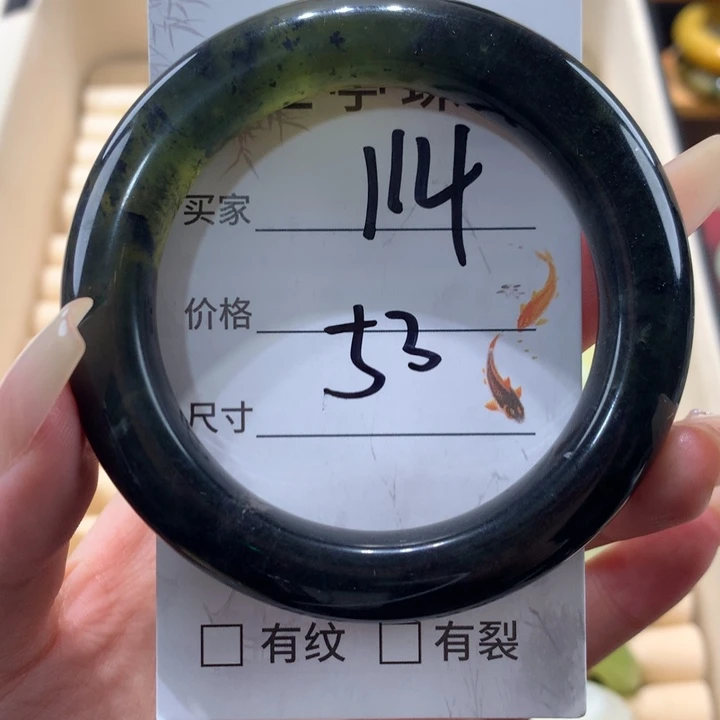 买家 114
价格 53
尺寸
□ 有纹 □ 有裂